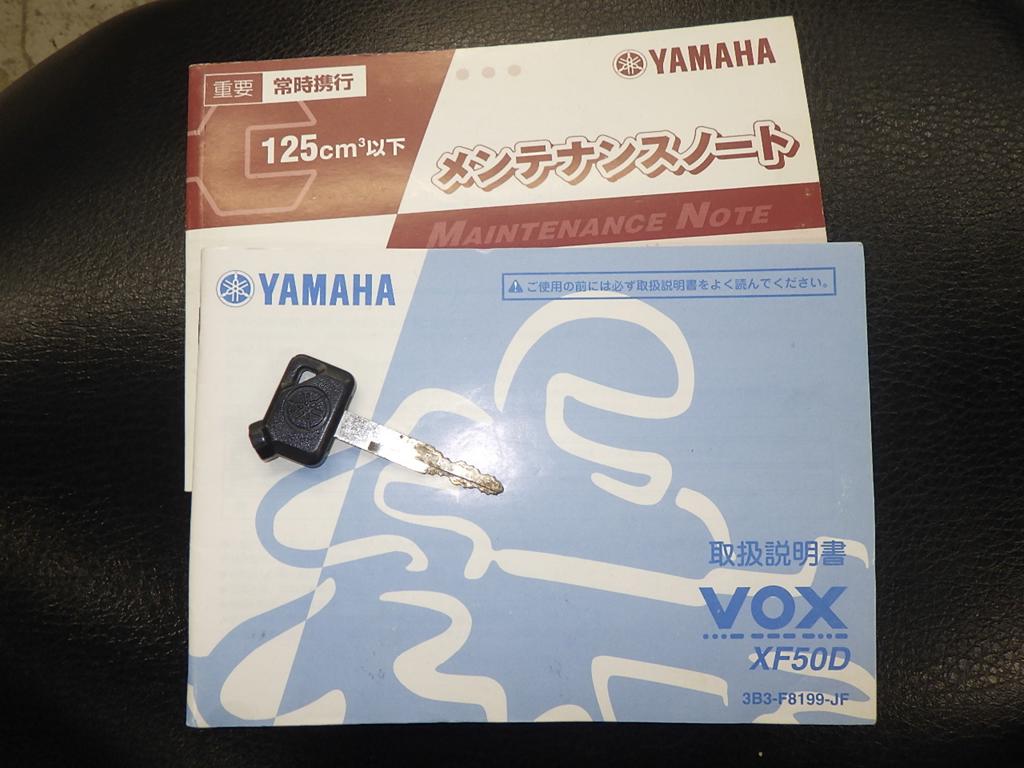 重要 常時携行
YAMAHA
125cm³以下
メンテナンスノート
MAINTENANCE NOTE
YAMAHA
ご使用の前には必ず取扱説明書をよく読んでください。
取扱説明書
VOX
XF50D
3B3-F8199-JF